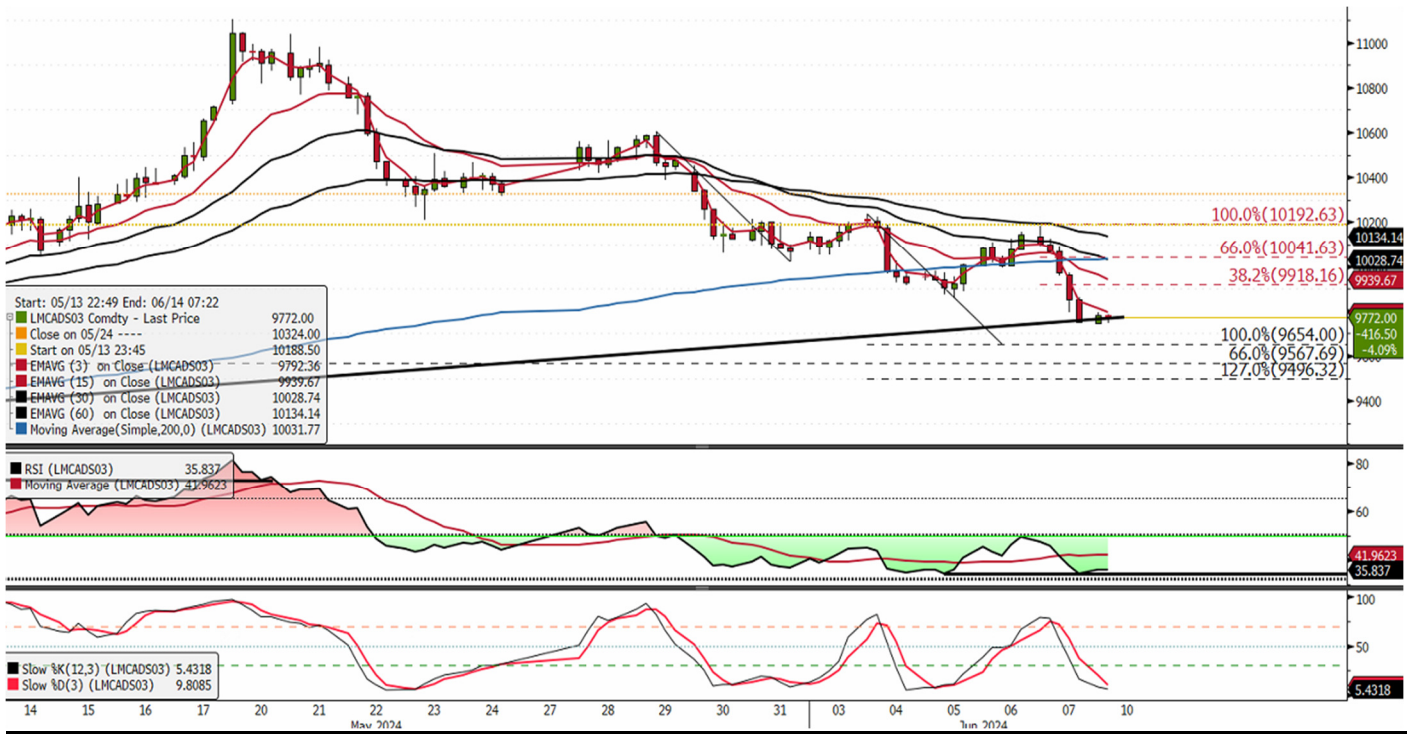 11000
10800
10600
10400
10200
100.0%(10192.63)
10134.14
66.0%(10041.63)
10028.74
38.2%(9918.16)
9939.67
Start: 05/13 22:49 End: 06/14 07:22
LMCADS03 Comdty - Last Price 9772.00
Close on 05/24 ---- 10324.00
Start on 05/13 23:45 10188.50
EMAVG (3) on Close (LMCADS03) 9792.36
EMAVG (15) on Close (LMCADS03) 9939.67
EMAVG (30) on Close (LMCADS03) 10028.74
EMAVG (60) on Close (LMCADS03) 10134.14
Moving Average(Simple,200,0) (LMCADS03) 10031.77
9772.00
-416.50
-4.09%
100.0%(9654.00)
66.0%(9567.69)
127.0%(9496.32)
9400
RSI (LMCADS03) 35.837
Moving Average (LMCADS03) 41.9623
80
60
41.9623
35.837
100
50
Slow %K(12,3) (LMCADS03) 5.4318
Slow %D(3) (LMCADS03) 9.8085
5.4318
14 15 16 17 20 21 22 23 24 27 28 29 30 31 03 04 05 06 07 10
May 2024 Jun 2024